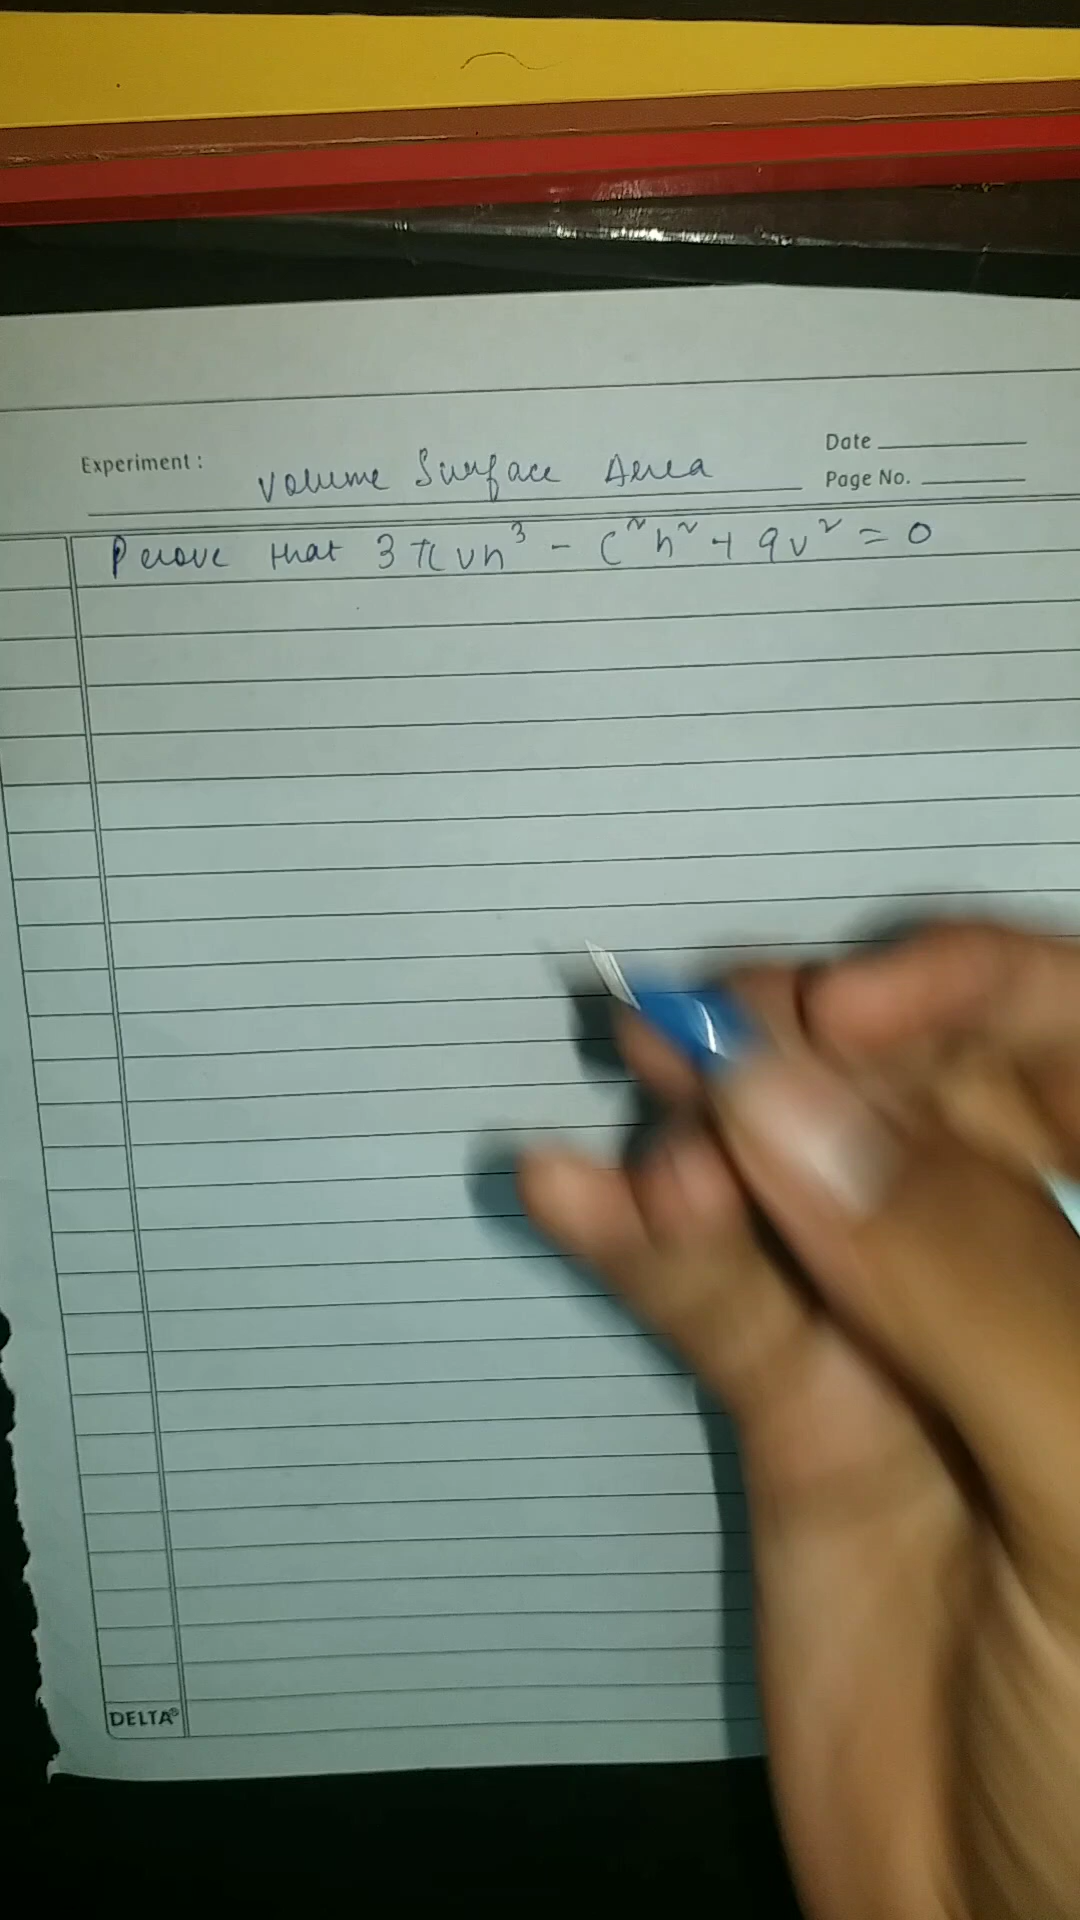 Experiment : Volume Surface Area
Date
Page No.
Prove that 3πvh³ - c²h² + 9v² = 0
DELTA®